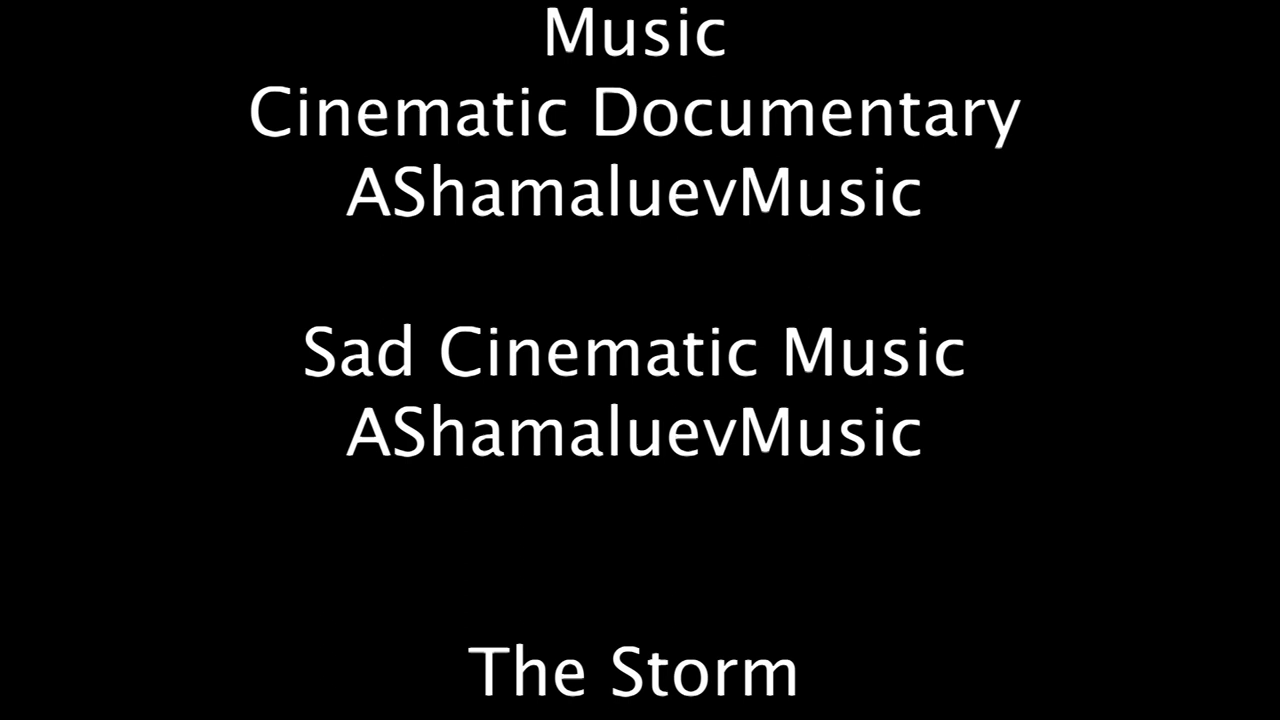 Music
Cinematic Documentary
AShamaluevMusic
Sad Cinematic Music
AShamaluevMusic
The Storm